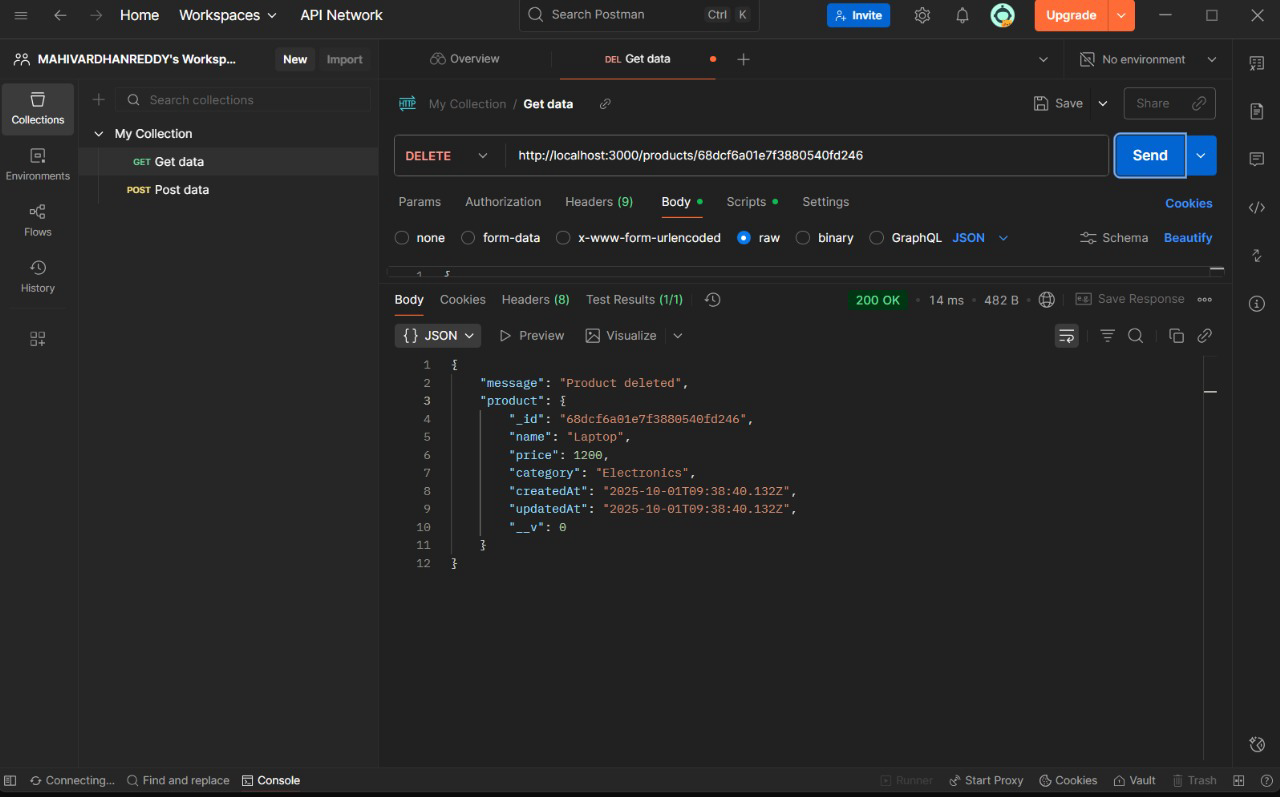 Home Workspaces API Network Search Postman Ctrl K Invite Upgrade
MAHIVARDHANREDDY's Worksp... New Import
Overview DEL Get data No environment
Collections
Environments
Flows
History
Search collections
My Collection
GET Get data
POST Post data
HTTP My Collection / Get data Save Share
DELETE http://localhost:3000/products/68dcf6a01e7f3880540fd246 Send
Params Authorization Headers (9) Body Scripts Settings Cookies
none form-data x-www-form-urlencoded raw binary GraphQL JSON Schema Beautify
1 {
Body Cookies Headers (8) Test Results (1/1) 200 OK 14 ms 482 B Save Response
{} JSON Preview Visualize
1 {
2 "message": "Product deleted",
3 "product": {
4 "_id": "68dcf6a01e7f3880540fd246",
5 "name": "Laptop",
6 "price": 1200,
7 "category": "Electronics",
8 "createdAt": "2025-10-01T09:38:40.132Z",
9 "updatedAt": "2025-10-01T09:38:40.132Z",
10 "__v": 0
11 }
12 }
Connecting... Find and replace Console Runner Start Proxy Cookies Vault Trash